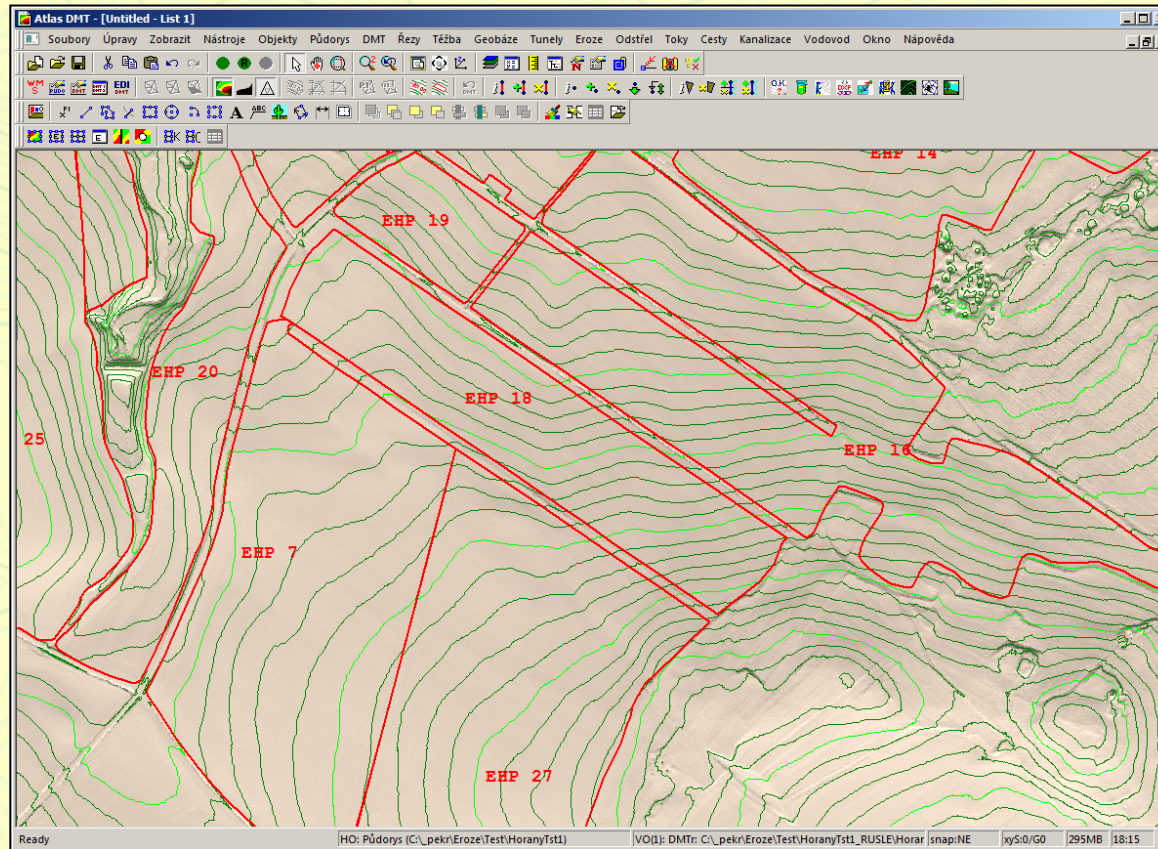 Atlas DMT - [Untitled - List 1]
Soubory Úpravy Zobrazit Nástroje Objekty Půdorys DMT Řezy Těžba Geobáze Tunely Eroze Odstřel Toky Cesty Kanalizace Vodovod Okno Nápověda
EHP 14
EHP 19
EHP 20
EHP 18
25
EHP 16
EHP 7
EHP 27
Ready HO: Půdorys (C:\_pekr\Eroze\Test\HoranyTst1) VO(1): DMTr: C:\_pekr\Eroze\Test\HoranyTst1_RUSLE\Horar snap:NE xyS:0/G0 295MB 18:15